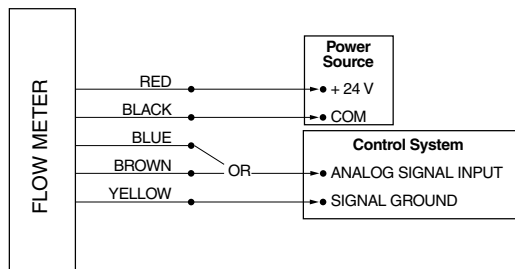 FLOW METER
RED
BLACK
BLUE
BROWN
YELLOW
OR
Power
Source
+ 24 V
COM
Control System
ANALOG SIGNAL INPUT
SIGNAL GROUND